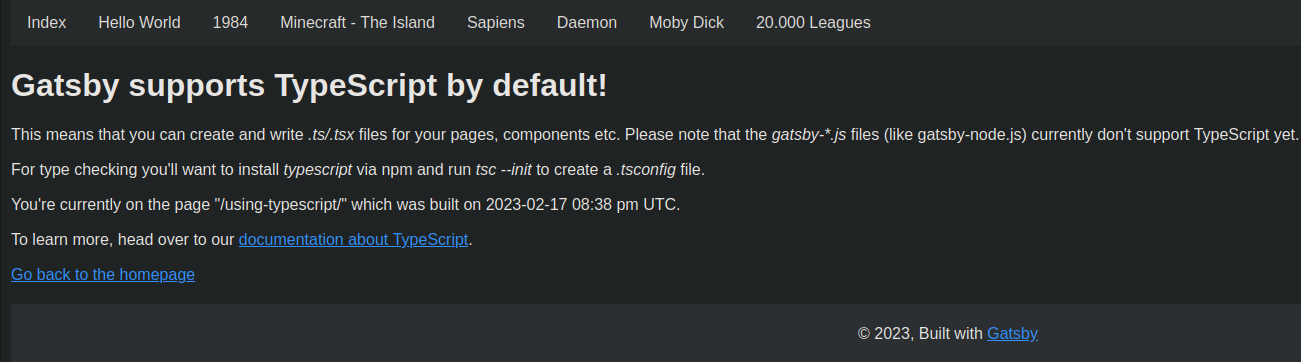 Index Hello World 1984 Minecraft - The Island Sapiens Daemon Moby Dick 20.000 Leagues
Gatsby supports TypeScript by default!
This means that you can create and write .ts/.tsx files for your pages, components etc. Please note that the gatsby-*.js files (like gatsby-node.js) currently don't support TypeScript yet.
For type checking you'll want to install typescript via npm and run tsc --init to create a .tsconfig file.
You're currently on the page "/using-typescript/" which was built on 2023-02-17 08:38 pm UTC.
To learn more, head over to our documentation about TypeScript.
Go back to the homepage
© 2023, Built with Gatsby